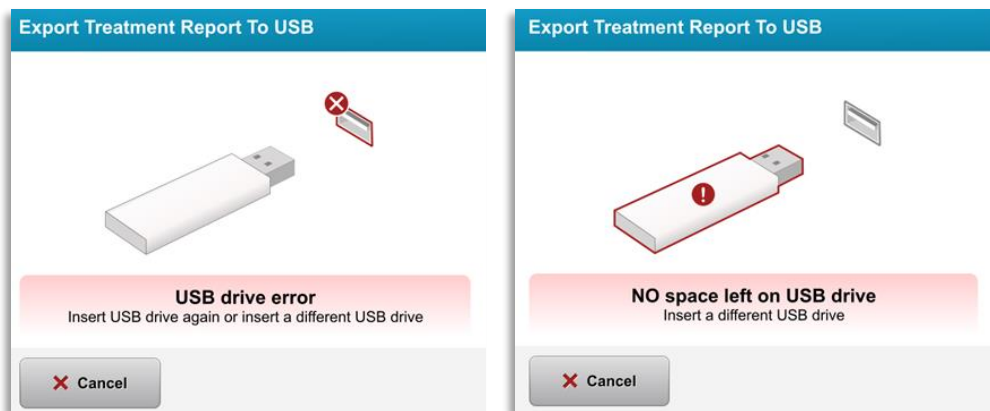 Export Treatment Report To USB
USB drive error
Insert USB drive again or insert a different USB drive
Cancel
Export Treatment Report To USB
NO space left on USB drive
Insert a different USB drive
Cancel